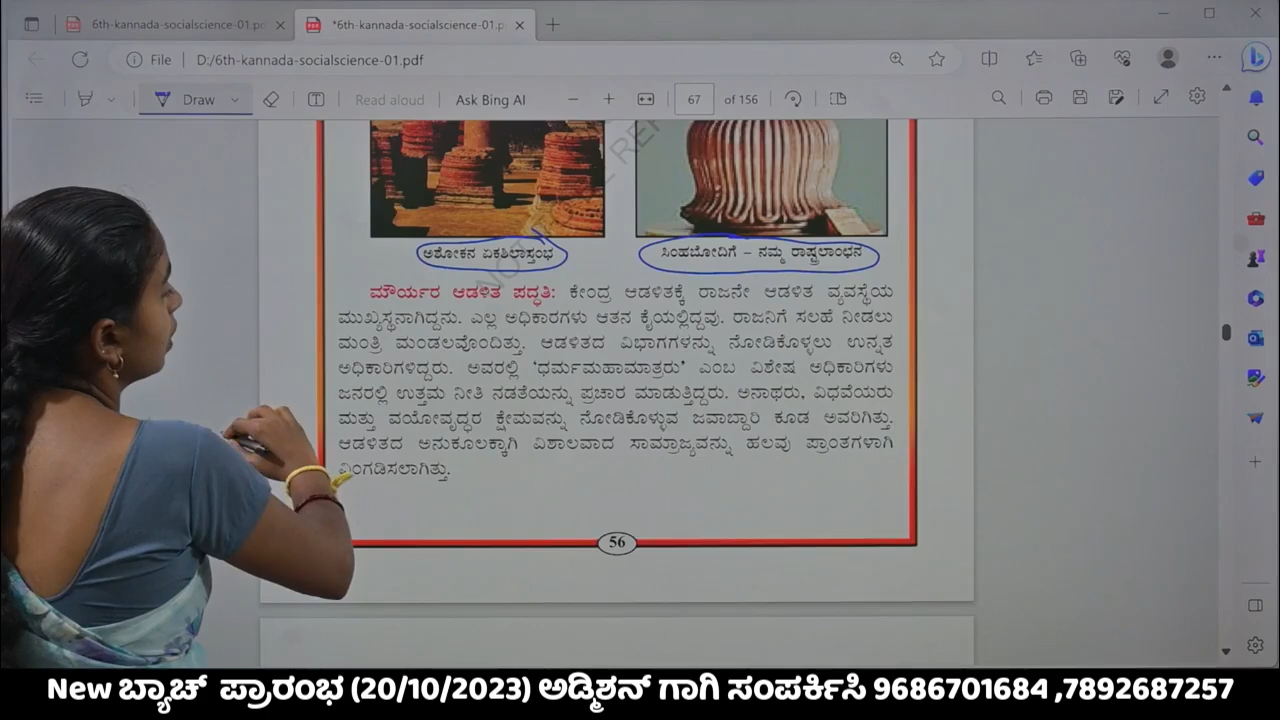 6th-kannada-socialscience-01.pd
*6th-kannada-socialscience-01.p
File
D:/6th-kannada-socialscience-01.pdf
Draw
Read aloud
Ask Bing AI
67 of 156
ಅಶೋಕನ ಏಕಶಿಲಾಸ್ತಂಭ
ಸಿಂಹಬೋದಿಗೆ – ನಮ್ಮ ರಾಷ್ಟ್ರಲಾಂಛನ
ಮೌರ್ಯರ ಆಡಳಿತ ಪದ್ಧತಿ: ಕೇಂದ್ರ ಆಡಳಿತಕ್ಕೆ ರಾಜನೇ ಆಡಳಿತ ವ್ಯವಸ್ಥೆಯ
ಮುಖ್ಯಸ್ಥನಾಗಿದ್ದನು. ಎಲ್ಲ ಅಧಿಕಾರಗಳು ಆತನ ಕೈಯಲ್ಲಿದ್ದವು. ರಾಜನಿಗೆ ಸಲಹೆ ನೀಡಲು
ಮಂತ್ರಿ ಮಂಡಲವೊಂದಿತ್ತು. ಆಡಳಿತದ ವಿಭಾಗಗಳನ್ನು ನೋಡಿಕೊಳ್ಳಲು ಉನ್ನತ
ಅಧಿಕಾರಿಗಳಿದ್ದರು. ಅವರಲ್ಲಿ ‘ಧರ್ಮಮಹಾಮಾತ್ರರು’ ಎಂಬ ವಿಶೇಷ ಅಧಿಕಾರಿಗಳು
ಜನರಲ್ಲಿ ಉತ್ತಮ ನೀತಿ ನಡತೆಯನ್ನು ಪ್ರಚಾರ ಮಾಡುತ್ತಿದ್ದರು. ಅನಾಥರು, ವಿಧವೆಯರು
ಮತ್ತು ವಯೋವೃದ್ಧರ ಕ್ಷೇಮವನ್ನು ನೋಡಿಕೊಳ್ಳುವ ಜವಾಬ್ದಾರಿ ಕೂಡ ಅವರಿಗಿತ್ತು.
ಆಡಳಿತದ ಅನುಕೂಲಕ್ಕಾಗಿ ವಿಶಾಲವಾದ ಸಾಮ್ರಾಜ್ಯವನ್ನು ಹಲವು ಪ್ರಾಂತಗಳಾಗಿ
ವಿಂಗಡಿಸಲಾಗಿತ್ತು.
56
New ಬ್ಯಾಚ್ ಪ್ರಾರಂಭ (20/10/2023) ಅಡ್ಮಿಶನ್ ಗಾಗಿ ಸಂಪರ್ಕಿಸಿ 9686701684 ,7892687257